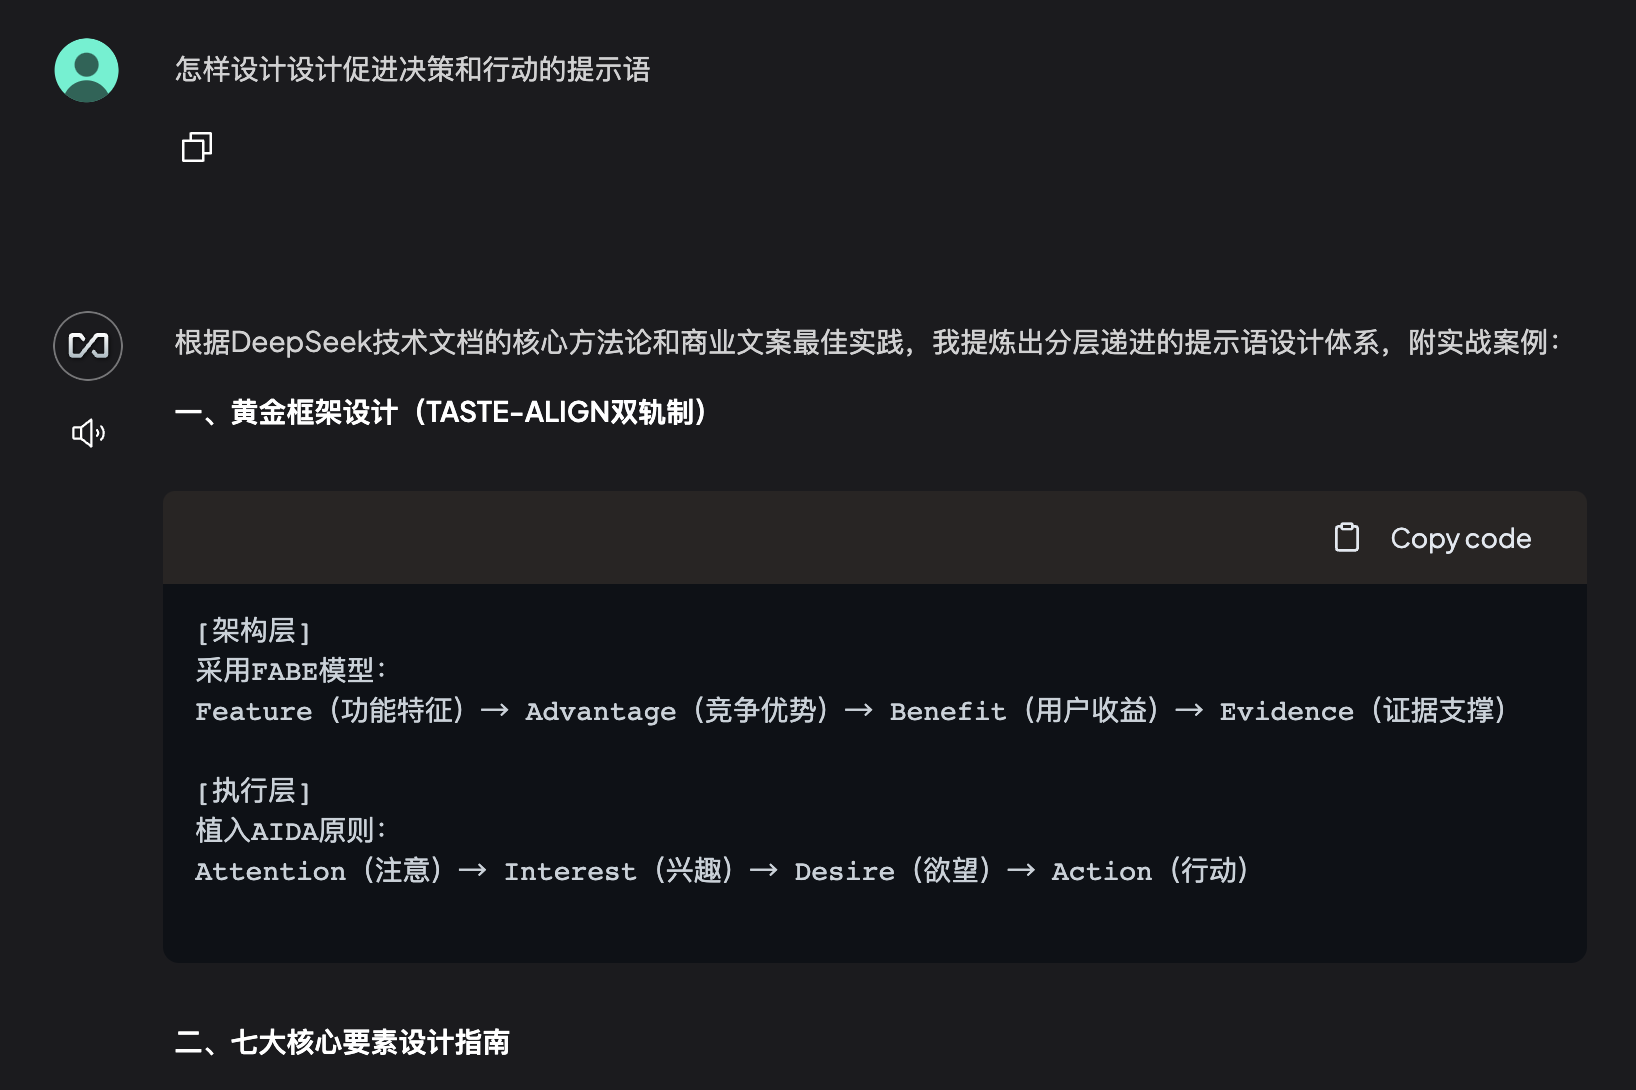 怎样设计设计促进决策和行动的提示语
根据DeepSeek技术文档的核心方法论和商业文案最佳实践，我提炼出分层递进的提示语设计体系，附实战案例：
一、黄金框架设计（TASTE-ALIGN双轨制）
Copy code
[架构层]
采用FABE模型：
Feature（功能特征）→ Advantage（竞争优势）→ Benefit（用户收益）→ Evidence（证据支撑）
[执行层]
植入AIDA原则：
Attention（注意）→ Interest（兴趣）→ Desire（欲望）→ Action（行动）
二、七大核心要素设计指南